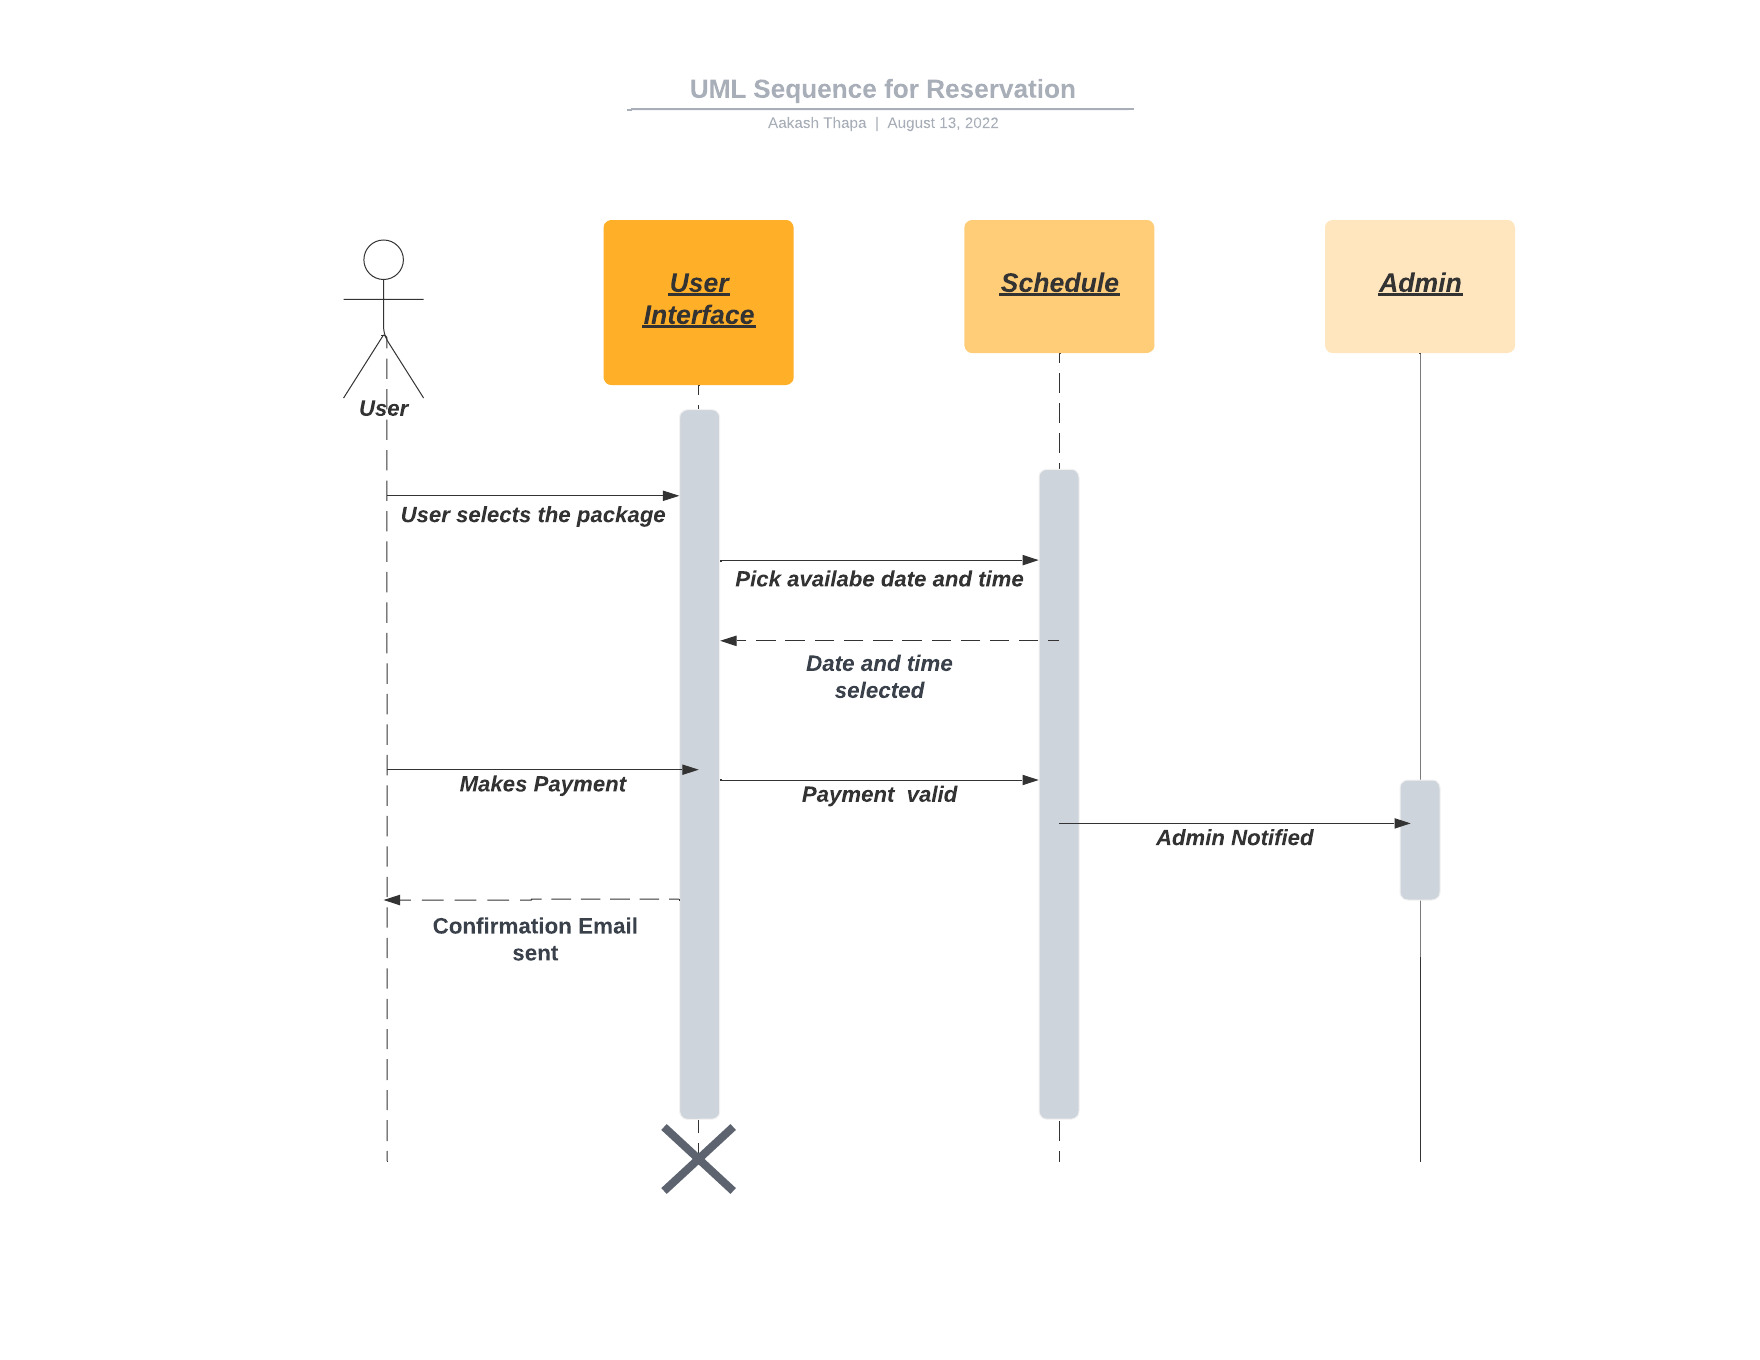 UML Sequence for Reservation
Aakash Thapa | August 13, 2022
User
Interface
Schedule
Admin
User
User selects the package
Pick availabe date and time
Date and time
selected
Makes Payment
Payment  valid
Admin Notified
Confirmation Email
sent